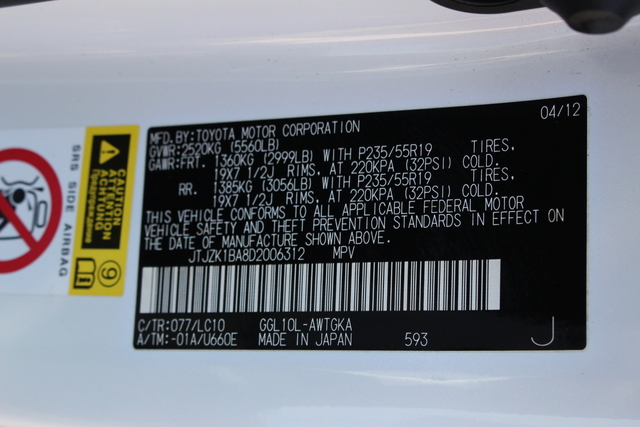 04/12
MFD. BY: TOYOTA MOTOR CORPORATION
GVWR: 2520KG (5560LB)
GAWR: FRT. 1360KG (2999LB) WITH P235/55R19 TIRES,
19X7 1/2J RIMS, AT 220KPA (32PSI) COLD.
RR. 1385KG (3056LB) WITH P235/55R19 TIRES,
19X7 1/2J RIMS, AT 220KPA (32PSI) COLD.
THIS VEHICLE CONFORMS TO ALL APPLICABLE FEDERAL MOTOR
VEHICLE SAFETY AND THEFT PREVENTION STANDARDS IN EFFECT ON
THE DATE OF MANUFACTURE SHOWN ABOVE.
JTJZK1BA8D2006312 MPV
C/TR: 077/LC10 GGL10L-AWTGKA
A/TM: -01A/U660E MADE IN JAPAN 593
J
SRS SIDE AIRBAG
CAUTION
ATTENTION
ACHTUNG
Предупреждение
9